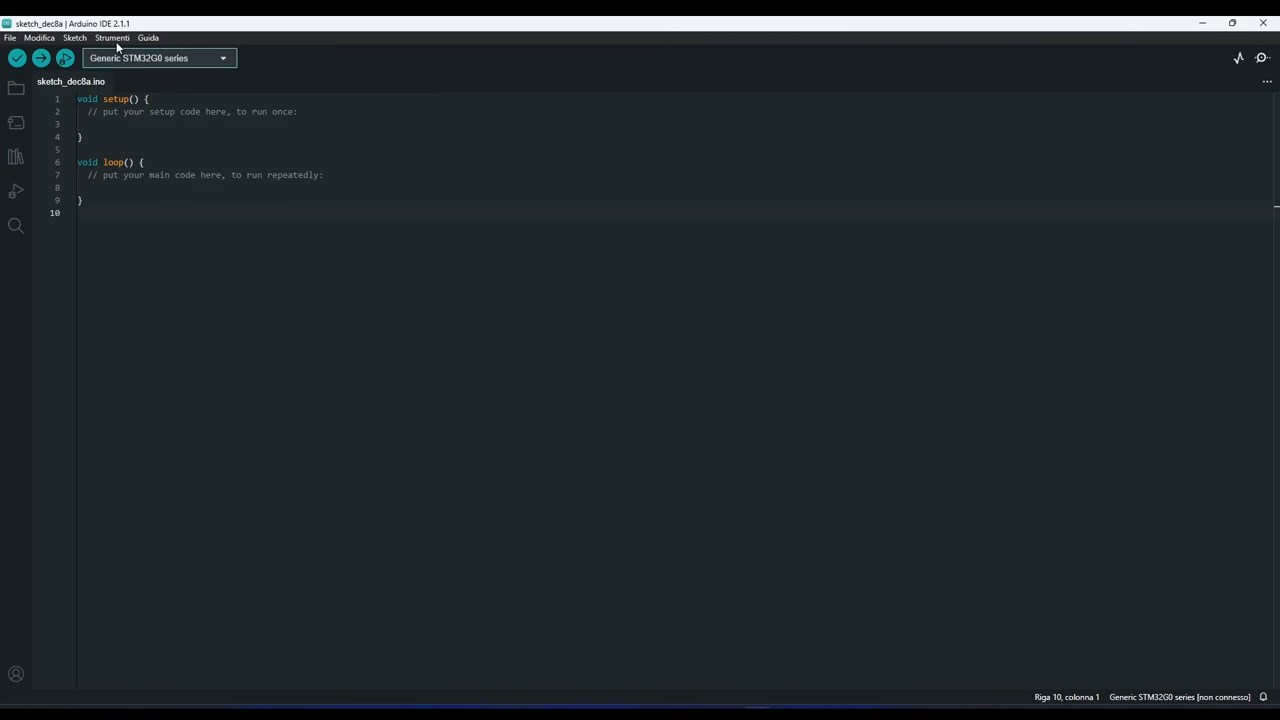 sketch_dec8a | Arduino IDE 2.1.1
File Modifica Sketch Strumenti Guida
Generic STM32G0 series
sketch_dec8a.ino
1 void setup() {
2 // put your setup code here, to run once:
3
4 }
5
6 void loop() {
7 // put your main code here, to run repeatedly:
8
9 }
10
Riga 10, colonna 1 Generic STM32G0 series [non connesso]